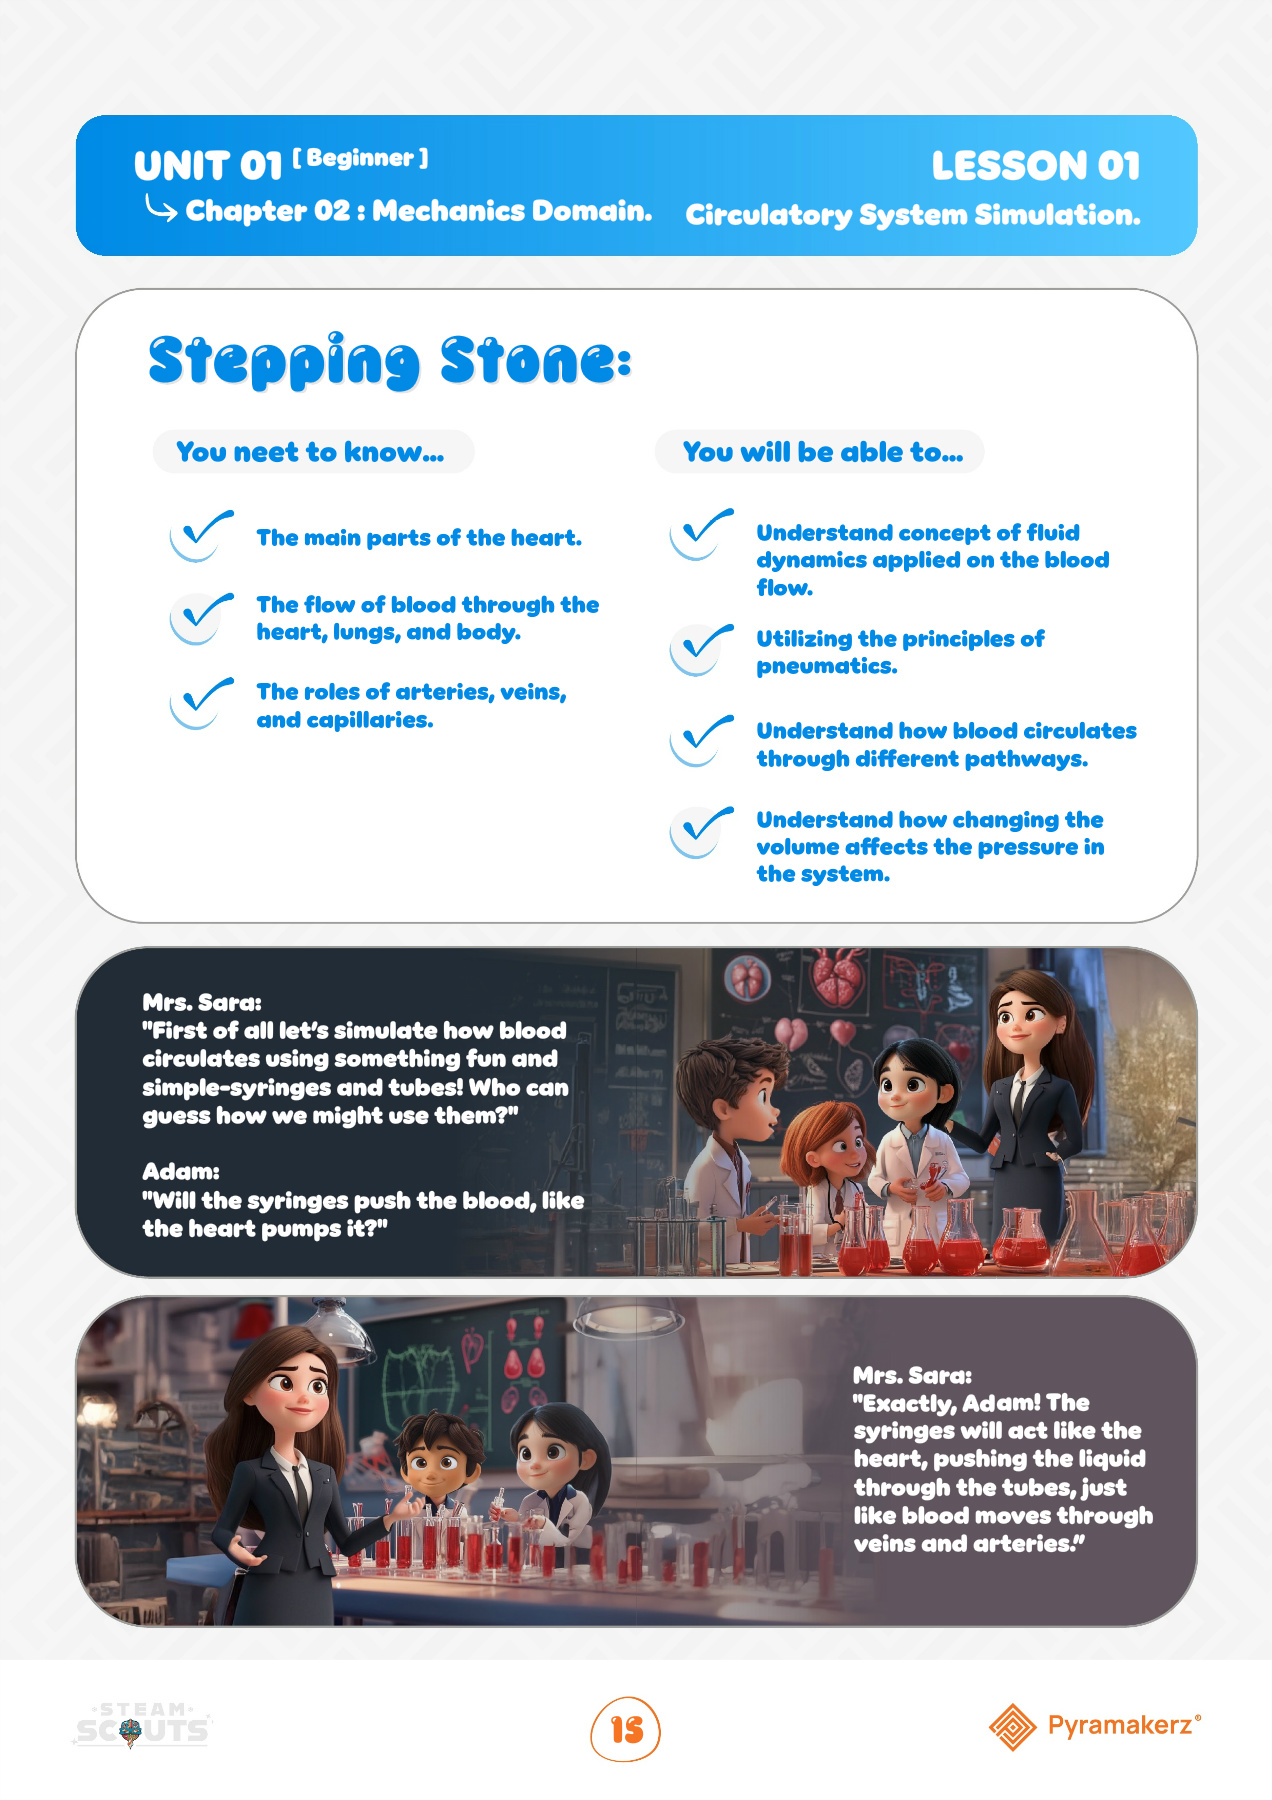 UNIT 01 [ Beginner ]
Chapter 02 : Mechanics Domain.
LESSON 01
Circulatory System Simulation.
Stepping Stone:
You neet to know...
The main parts of the heart.
The flow of blood through the
heart, lungs, and body.
The roles of arteries, veins,
and capillaries.
You will be able to...
Understand concept of fluid
dynamics applied on the blood
flow.
Utilizing the principles of
pneumatics.
Understand how blood circulates
through different pathways.
Understand how changing the
volume affects the pressure in
the system.
Mrs. Sara:
"First of all let's simulate how blood
circulates using something fun and
simple-syringes and tubes! Who can
guess how we might use them?"
Adam:
"Will the syringes push the blood, like
the heart pumps it?"
Mrs. Sara:
"Exactly, Adam! The
syringes will act like the
heart, pushing the liquid
through the tubes, just
like blood moves through
veins and arteries.”
STEAM
SCOUTS
15
Pyramakerz®